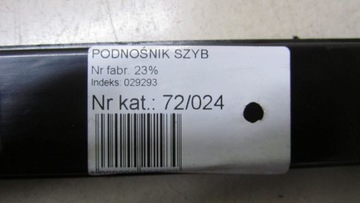 PODNOŚNIK SZYB
Nr fabr. 23%
Indeks: 029293
Nr kat.: 72/024